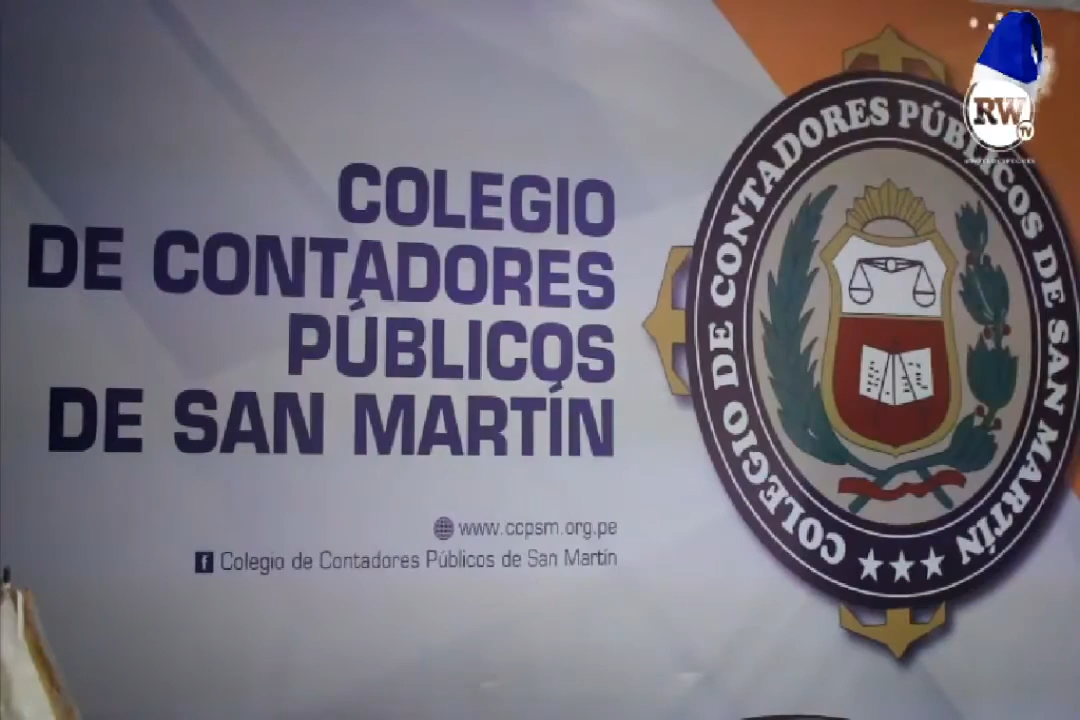 COLEGIO
DE CONTADORES
PÚBLICOS
DE SAN MARTÍN
www.ccpsm.org.pe
f Colegio de Contadores Públicos de San Martín
COLEGIO DE CONTADORES PÚBLICOS DE SAN MARTÍN
RW
TV